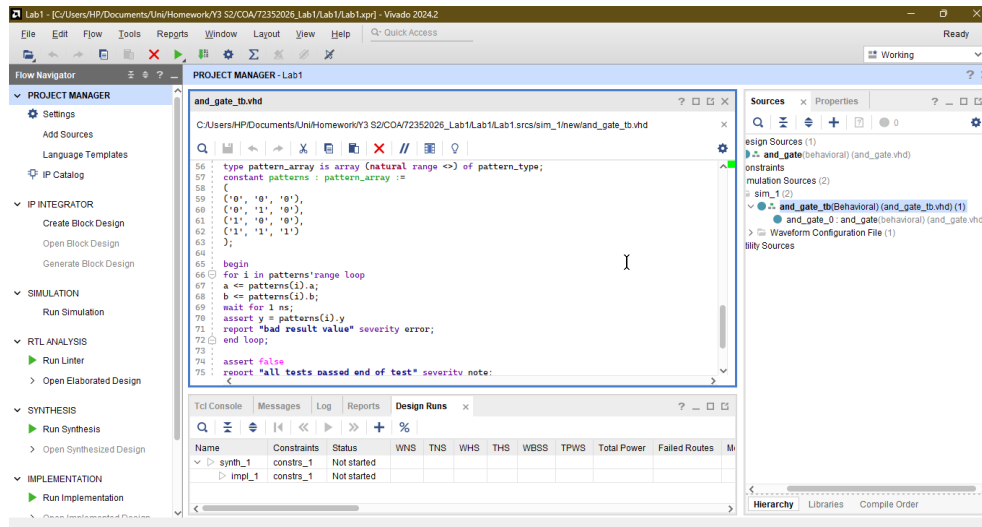 Lab1 - [C:/Users/HP/Documents/Uni/Homework/Y3 S2/COA/72352026_Lab1/Lab1/Lab1.xpr] - Vivado 2024.2
File Edit Flow Tools Reports Window Layout View Help Q- Quick Access Ready
Working
Flow Navigator
PROJECT MANAGER
Settings
Add Sources
Language Templates
IP Catalog
IP INTEGRATOR
Create Block Design
Open Block Design
Generate Block Design
SIMULATION
Run Simulation
RTL ANALYSIS
Run Linter
Open Elaborated Design
SYNTHESIS
Run Synthesis
Open Synthesized Design
IMPLEMENTATION
Run Implementation
Open Implemented Design
PROJECT MANAGER - Lab1
and_gate_tb.vhd
C:/Users/HP/Documents/Uni/Homework/Y3 S2/COA/72352026_Lab1/Lab1/Lab1.srcs/sim_1/new/and_gate_tb.vhd
56 type pattern_array is array (natural range <>) of pattern_type;
57 constant patterns : pattern_array :=
58 (
59 ('0', '0', '0'),
60 ('0', '1', '0'),
61 ('1', '0', '0'),
62 ('1', '1', '1')
63 );
64
65 begin
66 for i in patterns'range loop
67 a <= patterns(i).a;
68 b <= patterns(i).b;
69 wait for 1 ns;
70 assert y = patterns(i).y
71 report "bad result value" severity error;
72 end loop;
73
74 assert false
75 report "all tests passed end of test" severity note;
Tcl Console Messages Log Reports Design Runs
Name Constraints Status WNS TNS WHS THS WBSS TPWS Total Power Failed Routes
synth_1 constrs_1 Not started
impl_1 constrs_1 Not started
Sources Properties
0
esign Sources (1)
and_gate(behavioral) (and_gate.vhd)
onstraints
mulation Sources (2)
sim_1 (2)
and_gate_tb(Behavioral) (and_gate_tb.vhd) (1)
and_gate_0 : and_gate(behavioral) (and_gate.vhd
Waveform Configuration File (1)
tility Sources
Hierarchy Libraries Compile Order